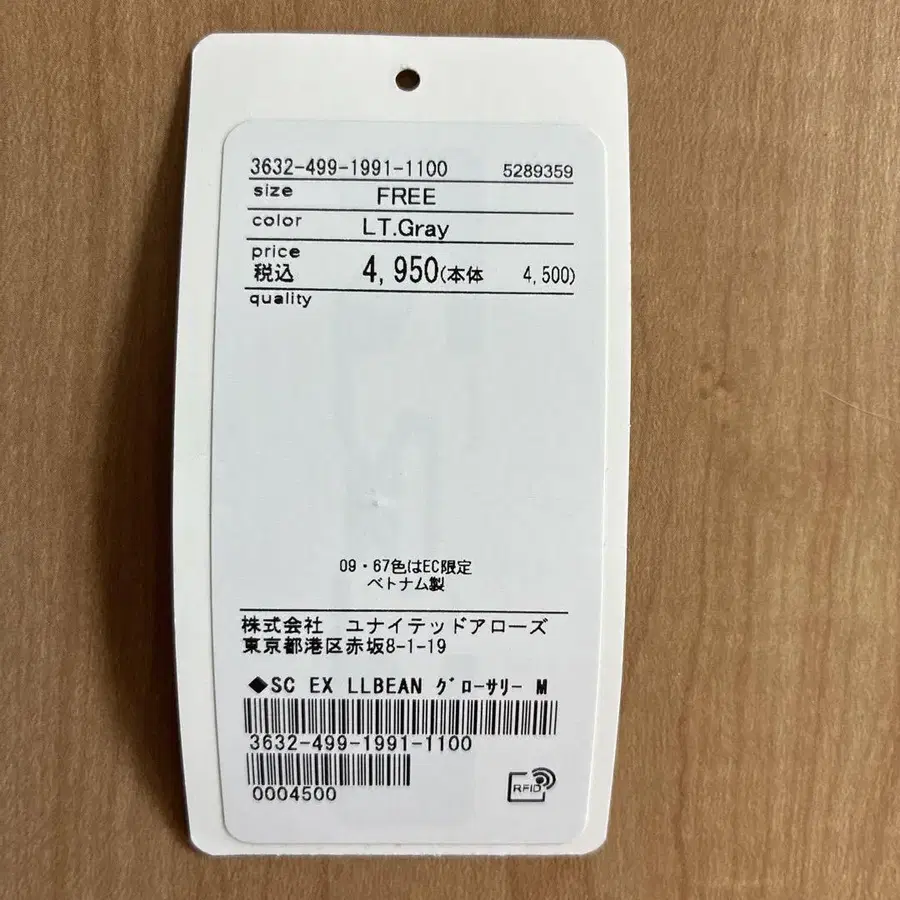 3632-499-1991-1100 5289359
size FREE
color LT.Gray
price
税込 4,950(本体 4,500)
quality
09・67色はEC限定
ベトナム製
株式会社 ユナイテッドアローズ
東京都港区赤坂8-1-19
◆SC EX LLBEAN グローサリー M
3632-499-1991-1100
0004500
RFID